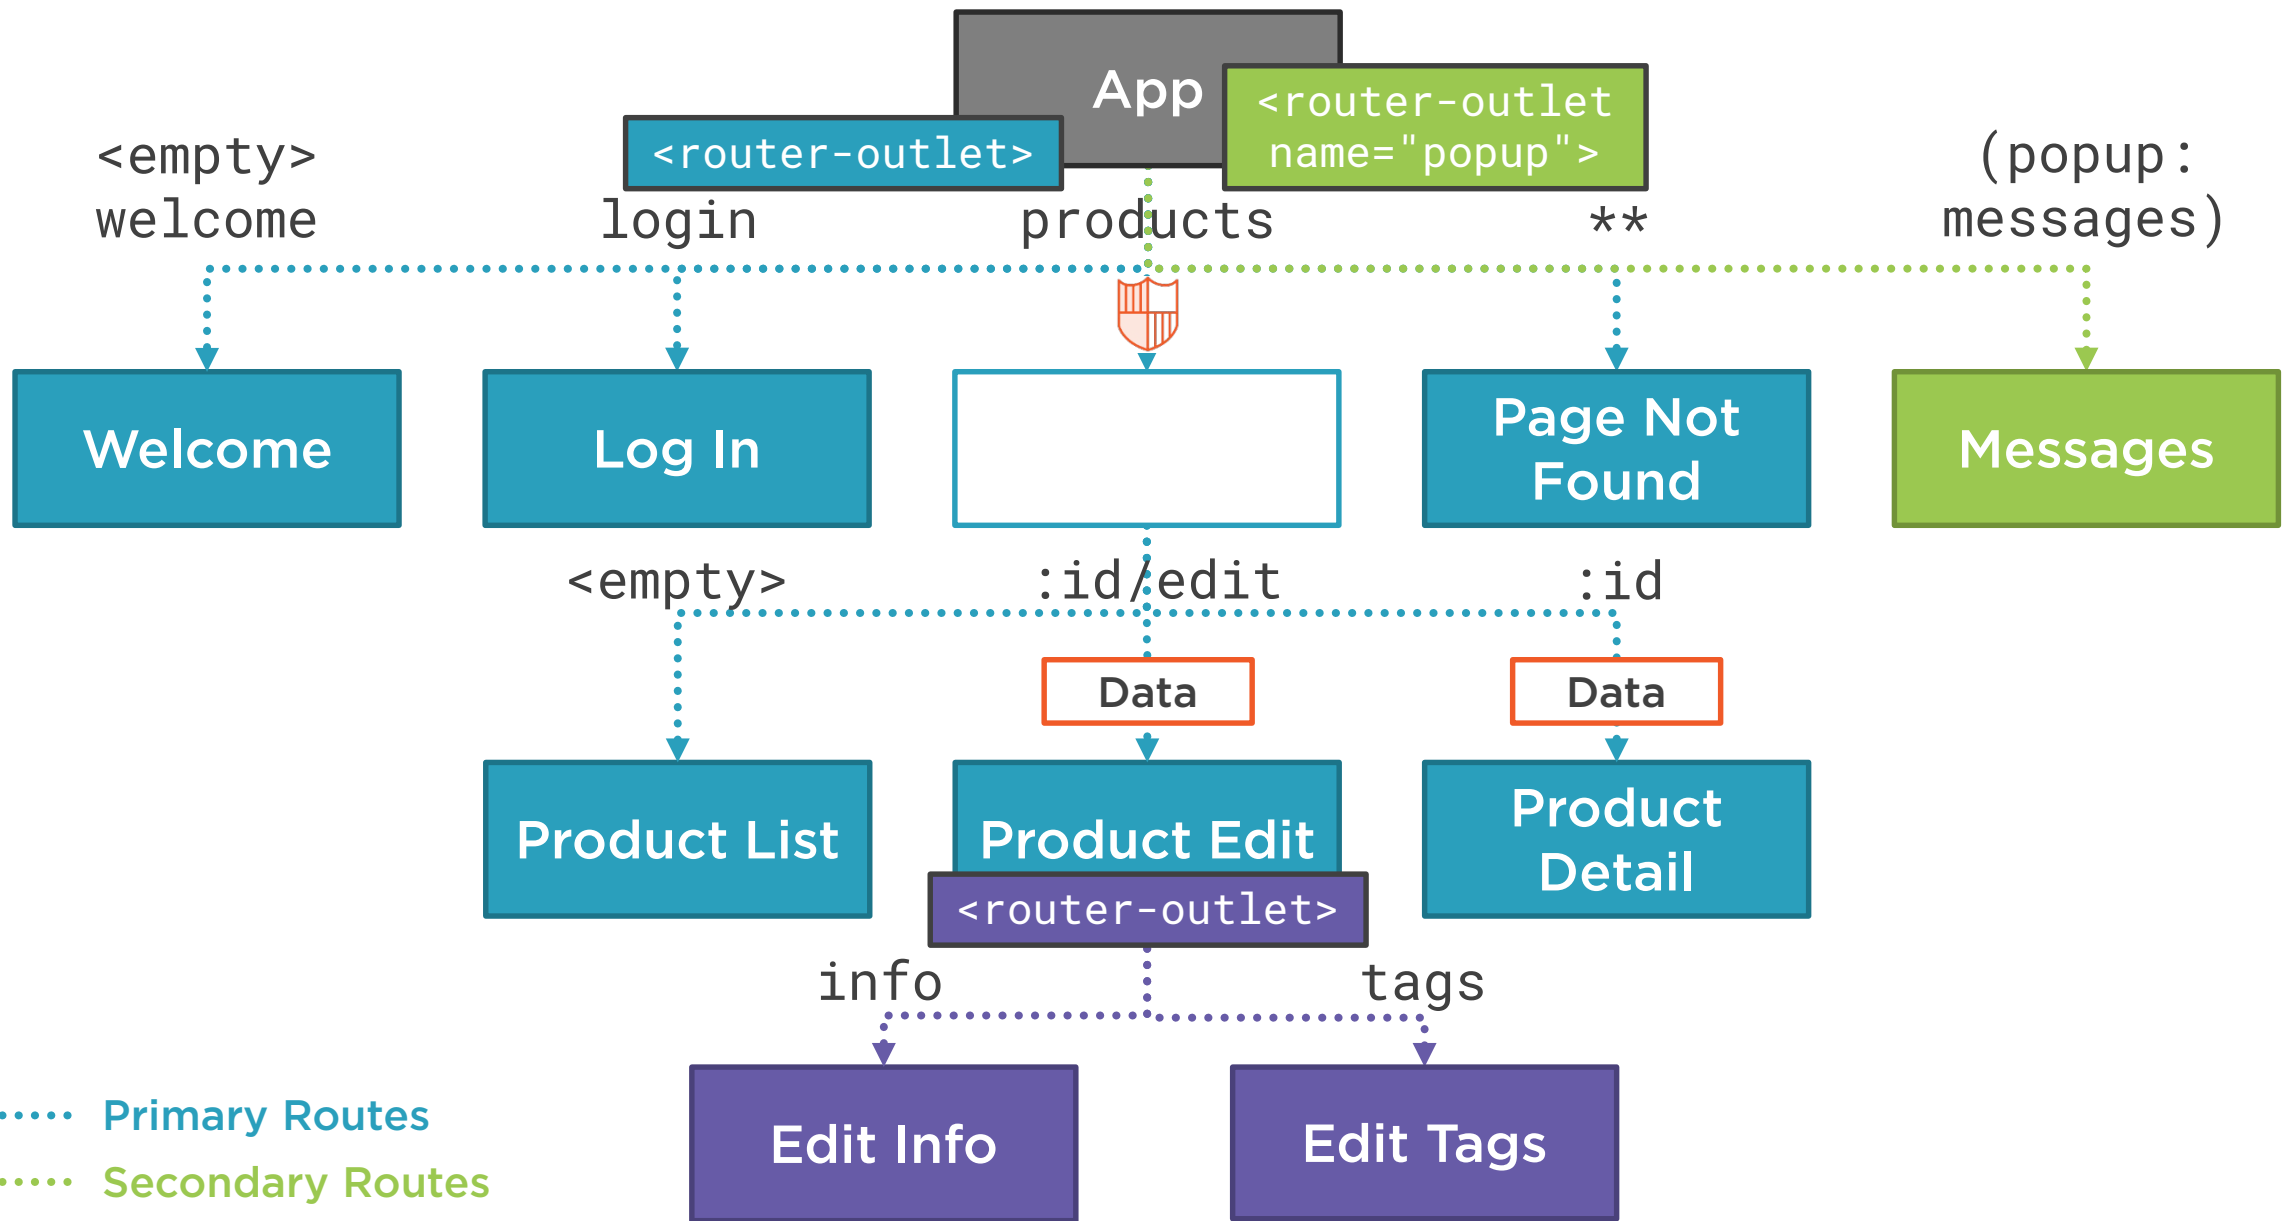 App
<router-outlet>
<router-outlet
name="popup">
<empty>
welcome
login
products
**
(popup:
messages)
Welcome
Log In
Page Not
Found
Messages
<empty>
:id/edit
:id
Data
Data
Product List
Product Edit
Product
Detail
<router-outlet>
info
tags
Edit Info
Edit Tags
Primary Routes
Secondary Routes